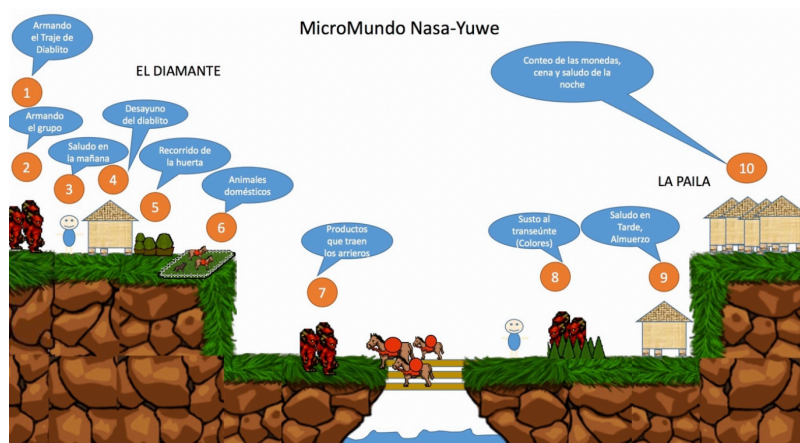 MicroMundo Nasa-Yuwe
Armando
el Traje de
Diablito
1
EL DIAMANTE
Armando
el grupo
2
Saludo en
la mañana
3
Desayuno
del diablito
4
Recorrido de
la huerta
5
Animales
domésticos
6
Productos
que traen
los arrieros
7
Susto al
transeúnte
(Colores)
8
Saludo en
Tarde,
Almuerzo
9
Conteo de las monedas,
cena y saludo de la
noche
10
LA PAILA